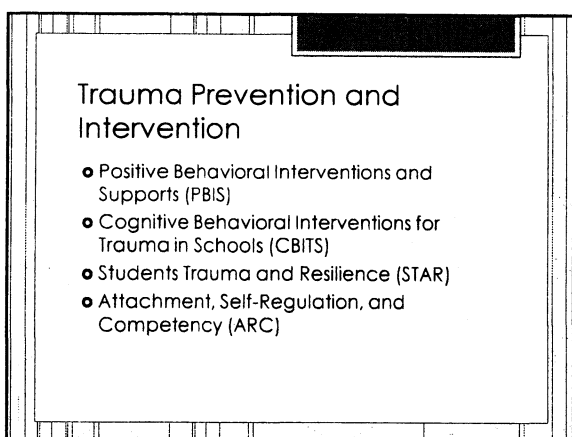 Trauma Prevention and
Intervention
Positive Behavioral Interventions and
Supports (PBIS)
Cognitive Behavioral Interventions for
Trauma in Schools (CBITS)
Students Trauma and Resilience (STAR)
Attachment, Self-Regulation, and
Competency (ARC)